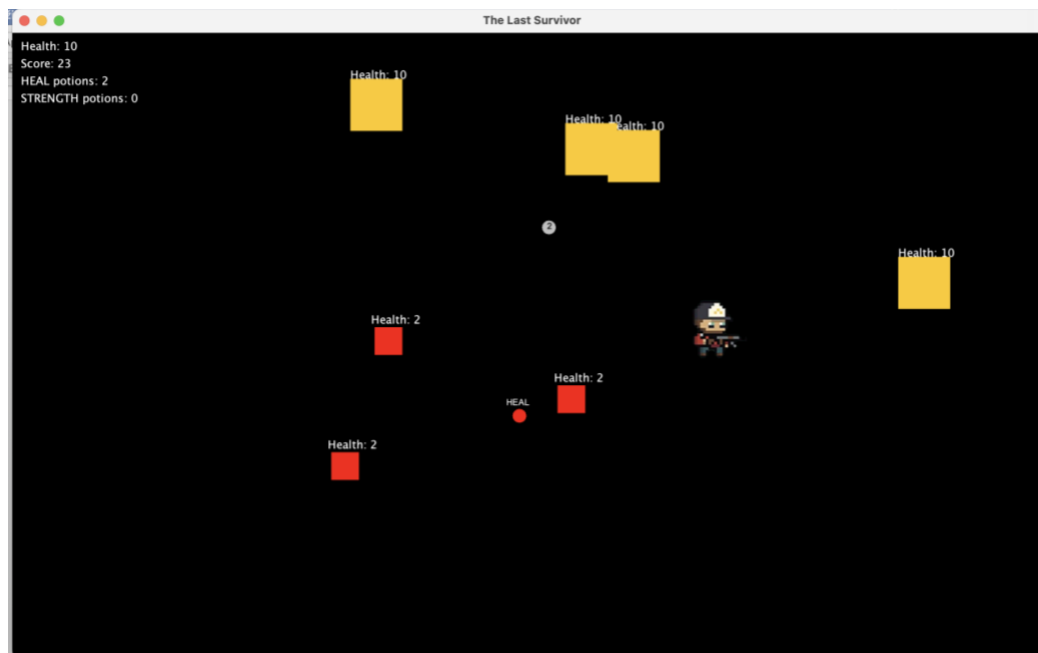 The Last Survivor
Health: 10
Score: 23
HEAL potions: 2
STRENGTH potions: 0
Health: 10
Health: 10
ealth: 10
2
Health: 10
Health: 2
Health: 2
HEAL
Health: 2